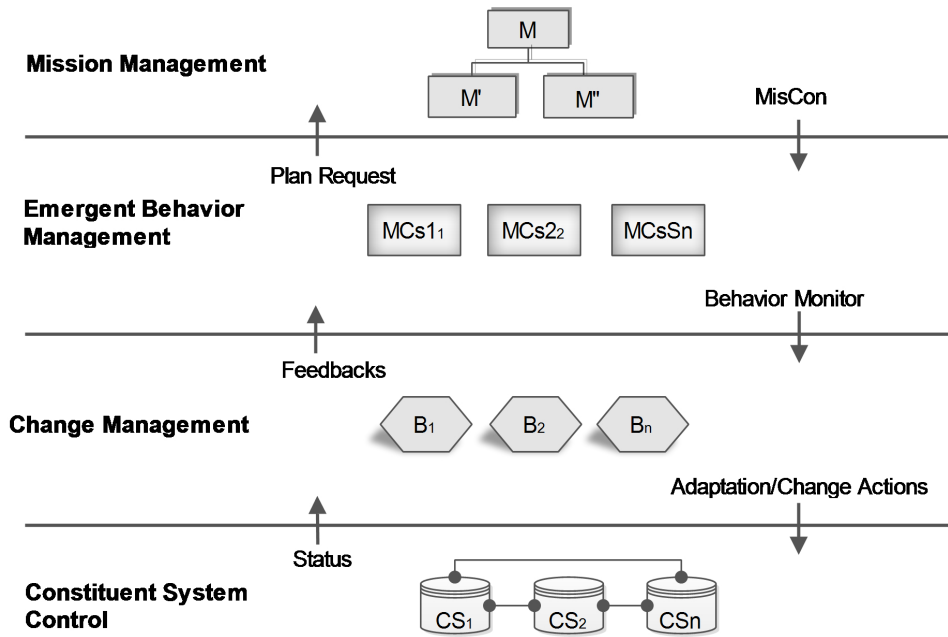 M
Mission Management
M' M"
MisCon
Plan Request
Emergent Behavior
Management
MCs1₁ MCs2₂ MCsSn
Behavior Monitor
Feedbacks
Change Management
B₁ B₂ Bn
Adaptation/Change Actions
Status
Constituent System
Control
CS₁ CS₂ CSn